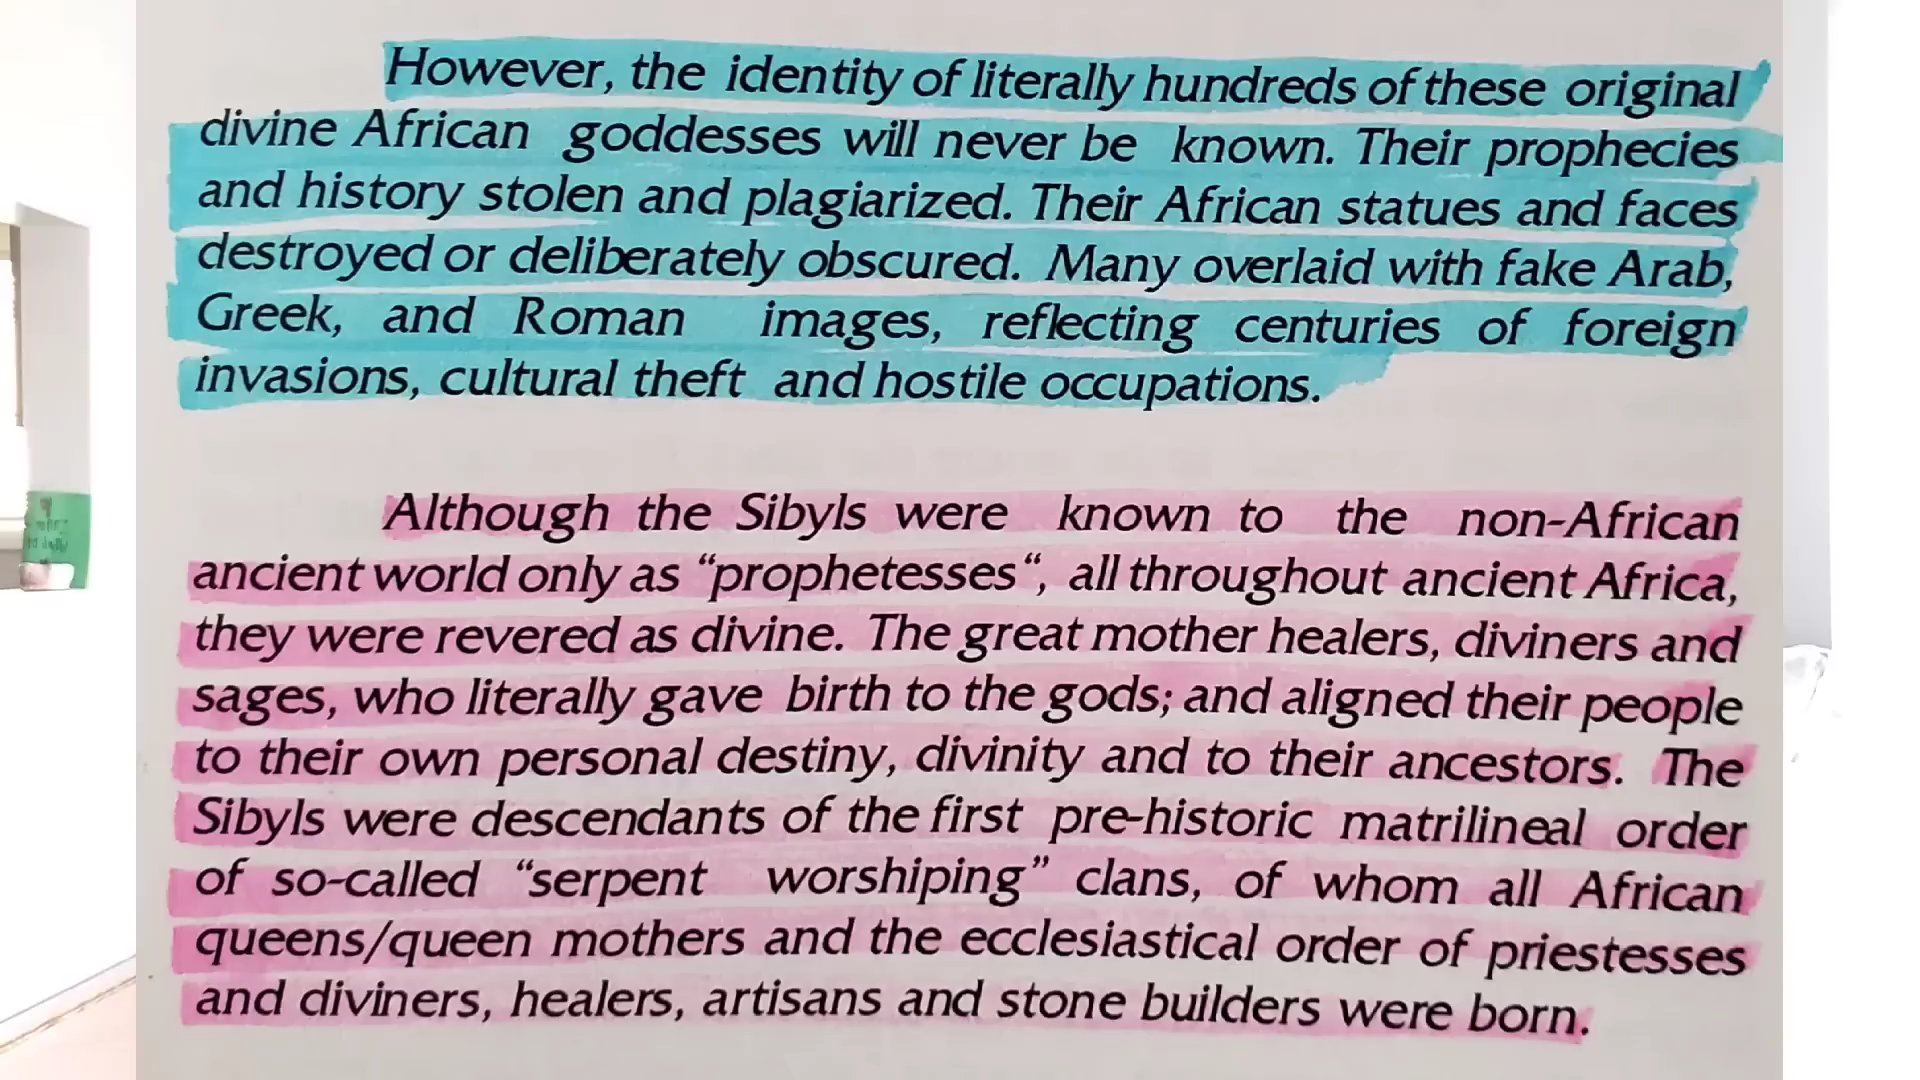 However, the identity of literally hundreds of these original
divine African goddesses will never be known. Their prophecies
and history stolen and plagiarized. Their African statues and faces
destroyed or deliberately obscured. Many overlaid with fake Arab,
Greek, and Roman images, reflecting centuries of foreign
invasions, cultural theft and hostile occupations.
Although the Sibyls were known to the non-African
ancient world only as “prophetesses“, all throughout ancient Africa,
they were revered as divine. The great mother healers, diviners and
sages, who literally gave birth to the gods; and aligned their people
to their own personal destiny, divinity and to their ancestors. The
Sibyls were descendants of the first pre-historic matrilineal order
of so-called “serpent worshiping” clans, of whom all African
queens/queen mothers and the ecclesiastical order of priestesses
and diviners, healers, artisans and stone builders were born.